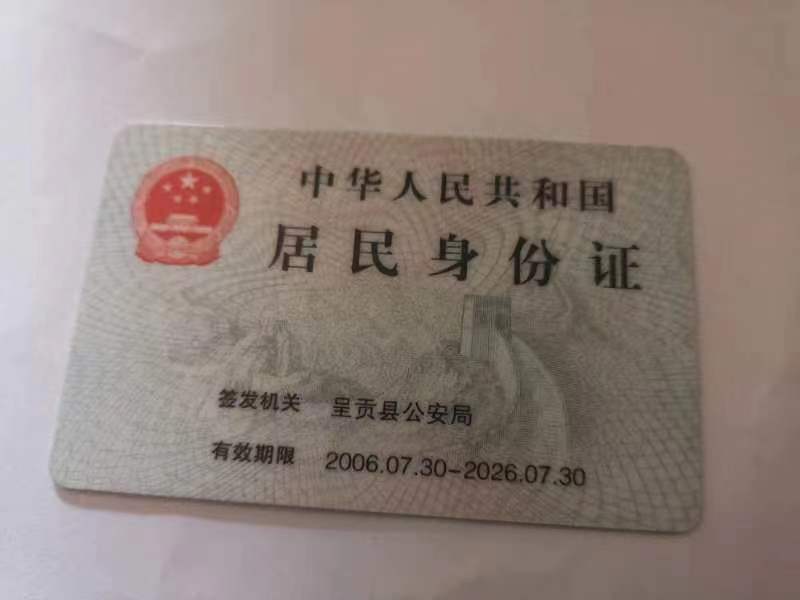 中华人民共和国
居民身份证
签发机关 呈贡县公安局
有效期限 2006.07.30-2026.07.30